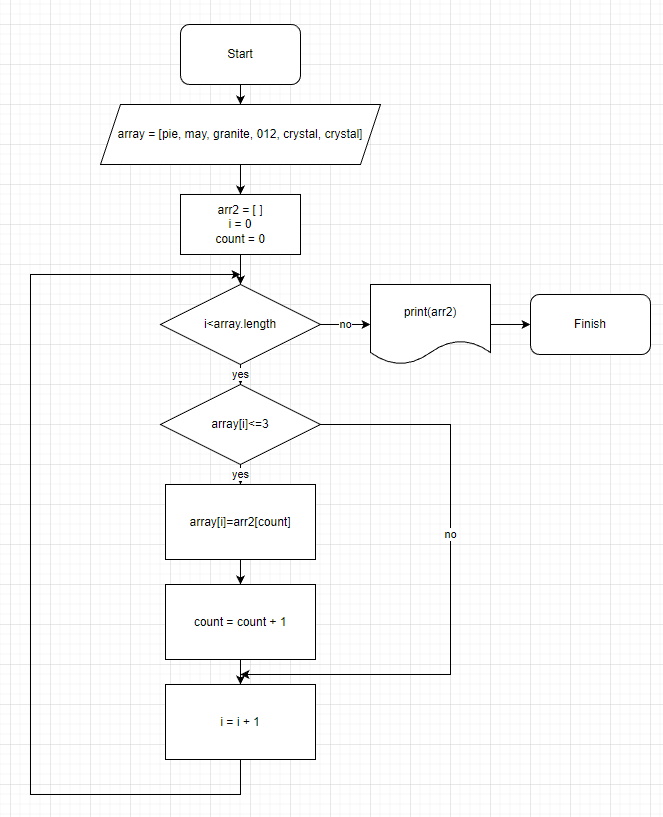 Start
array = [pie, may, granite, 012, crystal, crystal]
arr2 = [ ]
i = 0
count = 0
i<array.length
no
print(arr2)
Finish
yes
array[i]<=3
yes
array[i]=arr2[count]
no
count = count + 1
i = i + 1